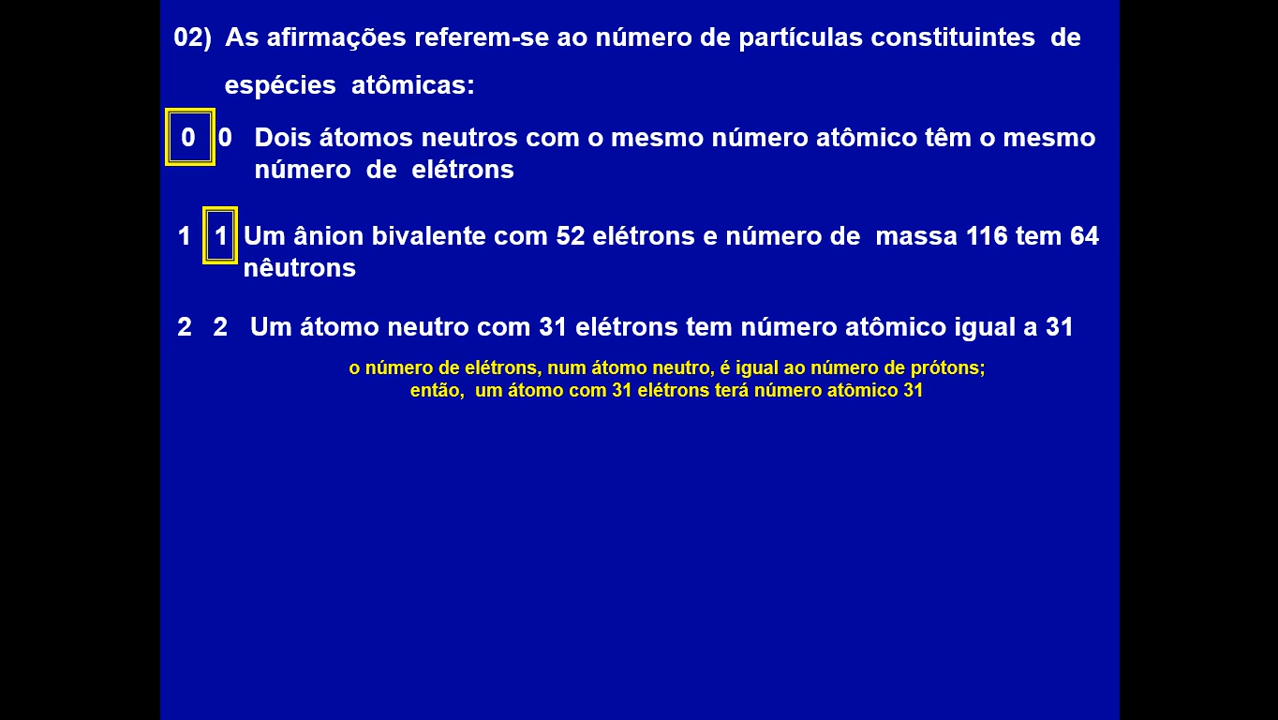 02) As afirmações referem-se ao número de partículas constituintes de
espécies atômicas:
0 0 Dois átomos neutros com o mesmo número atômico têm o mesmo
número de elétrons
1 1 Um ânion bivalente com 52 elétrons e número de massa 116 tem 64
nêutrons
2 2 Um átomo neutro com 31 elétrons tem número atômico igual a 31
o número de elétrons, num átomo neutro, é igual ao número de prótons;
então, um átomo com 31 elétrons terá número atômico 31